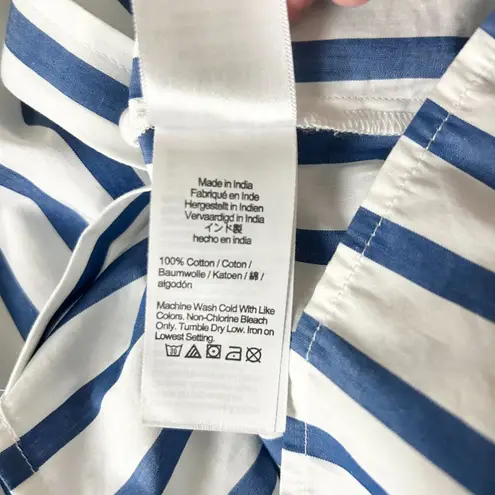 Made in India
Fabriqué en Inde
Hergestellt in Indien
Vervaardigd in India
インド製
hecho en india
100% Cotton / Coton /
Baumwolle / Katoen / 綿 /
algodón
Machine Wash Cold With Like
Colors. Non-Chlorine Bleach
Only. Tumble Dry Low. Iron on
Lowest Setting.